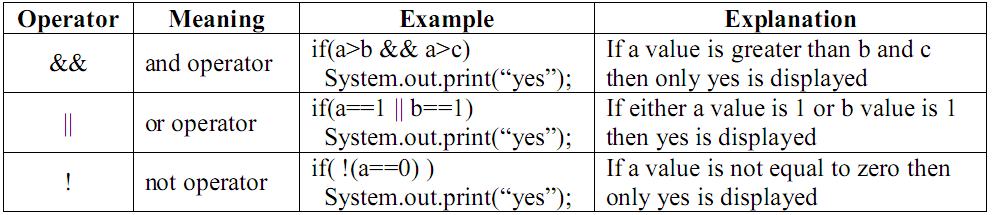 Operator Meaning Example Explanation
&& and operator if(a>b && a>c) If a value is greater than b and c
System.out.print(“yes”); then only yes is displayed
|| or operator if(a==1 || b==1) If either a value is 1 or b value is 1
System.out.print(“yes”); then yes is displayed
! not operator if( !(a==0) ) If a value is not equal to zero then
System.out.print(“yes”); only yes is displayed